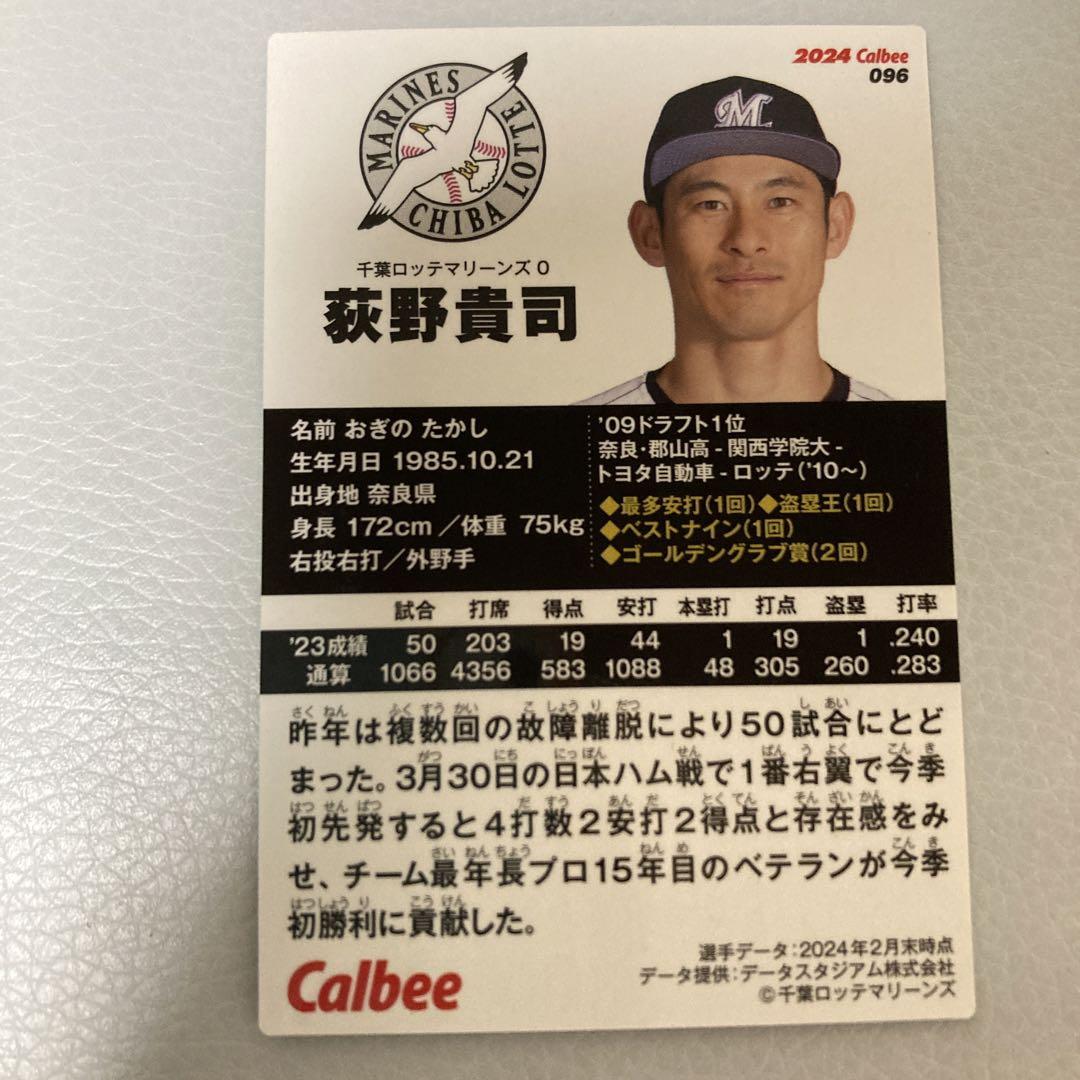 MARINES
CHIBA LOTTE
2024 Calbee
096
千葉ロッテマリーンズ 0
荻野貴司
名前 おぎの たかし
生年月日 1985.10.21
出身地 奈良県
身長 172cm／体重 75kg
右投右打／外野手
'09ドラフト1位
奈良・郡山高 - 関西学院大 -
トヨタ自動車 - ロッテ('10～)
◆最多安打(1回)◆盗塁王(1回)
◆ベストナイン(1回)
◆ゴールデングラブ賞(2回)
試合 打席 得点 安打 本塁打 打点 盗塁 打率
'23成績 50 203 19 44 1 19 1 .240
通算 1066 4356 583 1088 48 305 260 .283
昨年は複数回の故障離脱により50試合にとど
まった。3月30日の日本ハム戦で1番右翼で今季
初先発すると4打数2安打2得点と存在感をみ
せ、チーム最年長プロ15年目のベテランが今季
初勝利に貢献した。
Calbee
選手データ：2024年2月末時点
データ提供：データスタジアム株式会社
©千葉ロッテマリーンズ